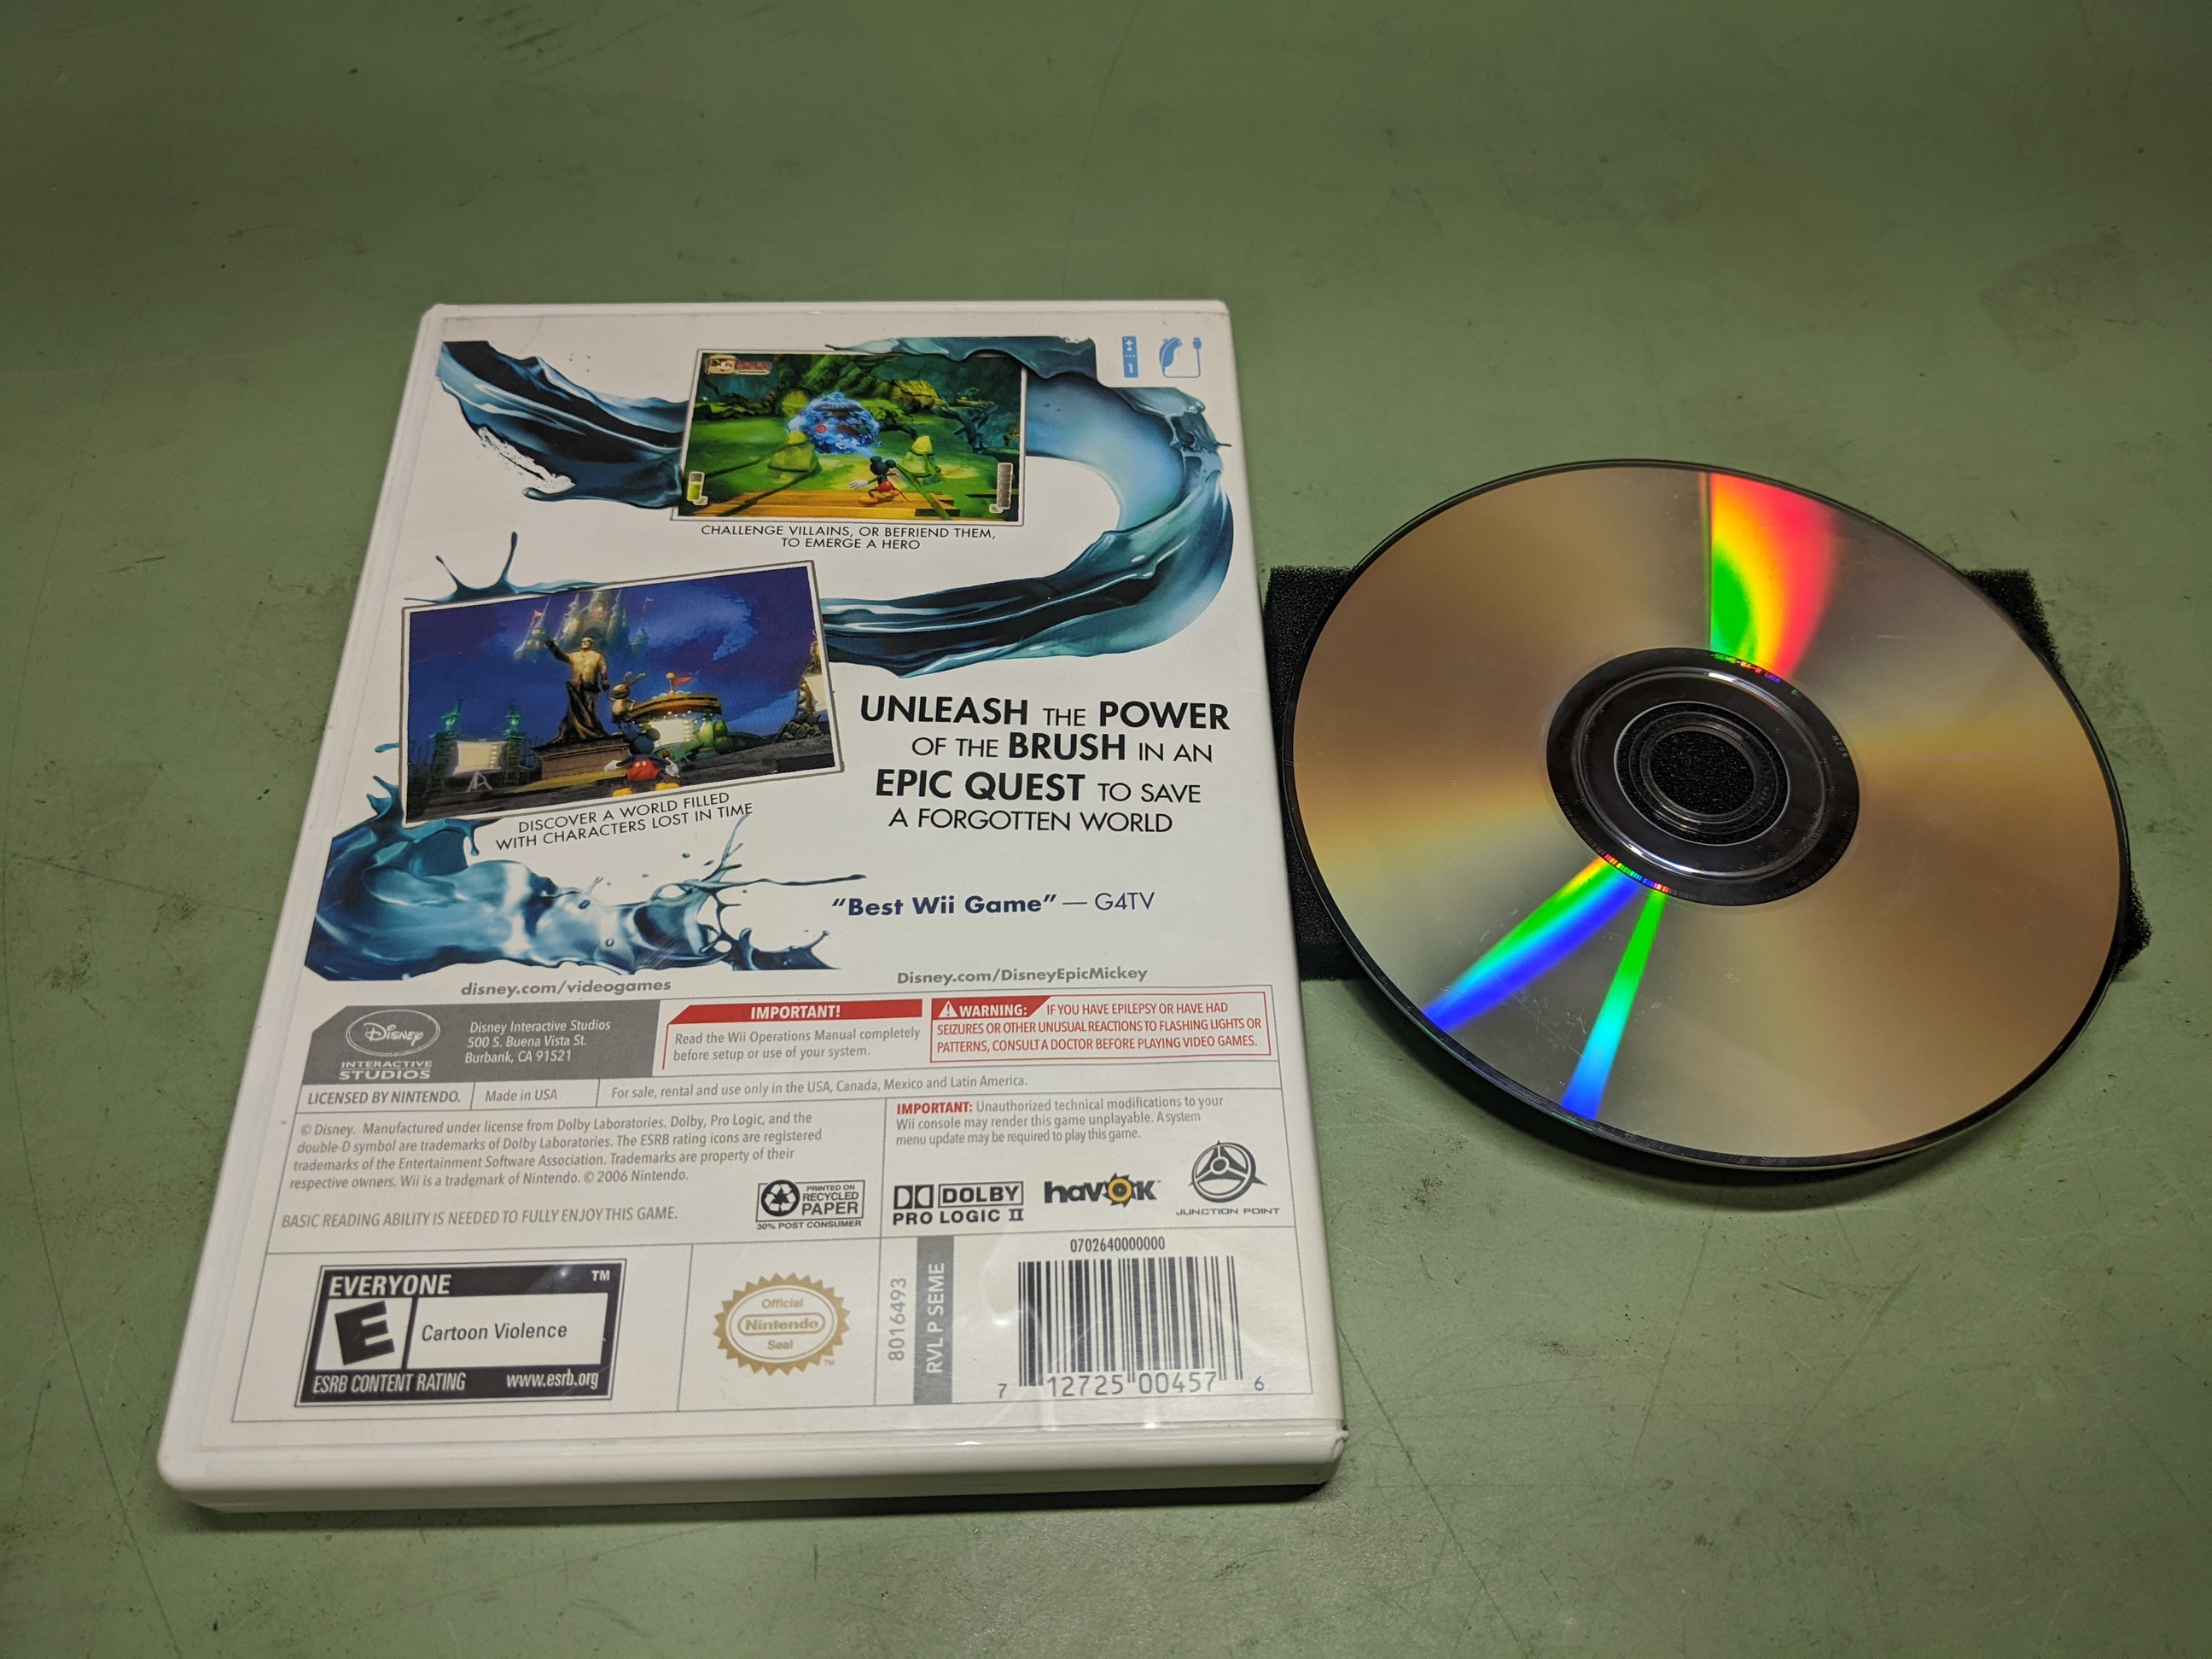 1
CHALLENGE VILLAINS, OR BEFRIEND THEM,
TO EMERGE A HERO
DISCOVER A WORLD FILLED
WITH CHARACTERS LOST IN TIME
UNLEASH THE POWER
OF THE BRUSH IN AN
EPIC QUEST TO SAVE
A FORGOTTEN WORLD
“Best Wii Game” — G4TV
disney.com/videogames
Disney.com/DisneyEpicMickey
Disney
INTERACTIVE
STUDIOS
Disney Interactive Studios
500 S. Buena Vista St.
Burbank, CA 91521
IMPORTANT!
Read the Wii Operations Manual completely
before setup or use of your system.
WARNING: IF YOU HAVE EPILEPSY OR HAVE HAD
SEIZURES OR OTHER UNUSUAL REACTIONS TO FLASHING LIGHTS OR
PATTERNS, CONSULT A DOCTOR BEFORE PLAYING VIDEO GAMES.
LICENSED BY NINTENDO.
Made in USA
For sale, rental and use only in the USA, Canada, Mexico and Latin America.
© Disney. Manufactured under license from Dolby Laboratories. Dolby, Pro Logic, and the
double-D symbol are trademarks of Dolby Laboratories. The ESRB rating icons are registered
trademarks of the Entertainment Software Association. Trademarks are property of their
respective owners. Wii is a trademark of Nintendo. © 2006 Nintendo.
BASIC READING ABILITY IS NEEDED TO FULLY ENJOY THIS GAME.
PRINTED ON
RECYCLED
PAPER
30% POST CONSUMER
IMPORTANT: Unauthorized technical modifications to your
Wii console may render this game unplayable. A system
menu update may be required to play this game.
DOLBY
PRO LOGIC II
havok™
JUNCTION POINT
EVERYONE ™
E
Cartoon Violence
ESRB CONTENT RATING www.esrb.org
Official
Nintendo
Seal
™
8016493
RVL P SEME
0702640000000
7 12725 00457 6